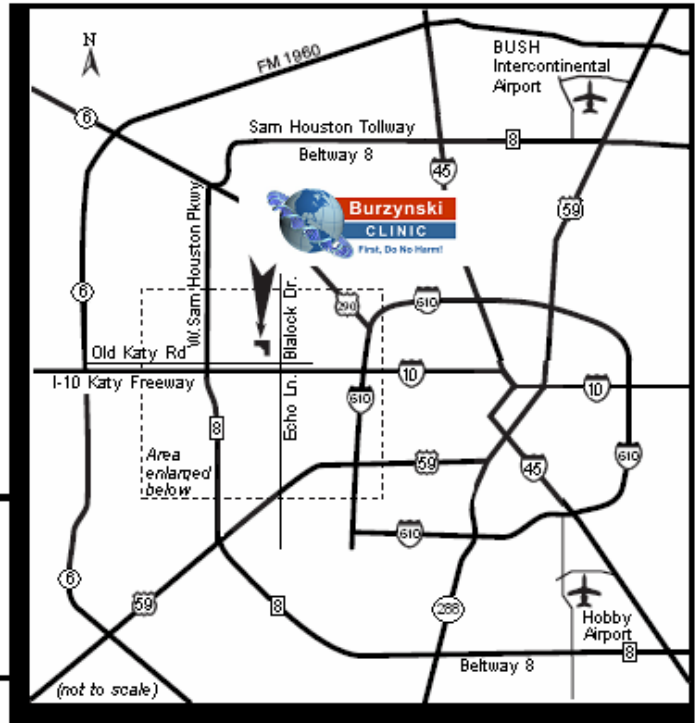 N
FM 1960
BUSH
Intercontinental
Airport
6
Sam Houston Tollway
8
Beltway 8
45
59
Burzynski
CLINIC
First, Do No Harm!
W. Sam Houston Pkwy
6
290
610
Blalock Dr.
Old Katy Rd
I-10 Katy Freeway
10
10
610
Echo Ln.
8
Area
enlarged
below
59
610
45
610
6
59
8
288
Hobby
Airport
8
Beltway 8
(not to scale)